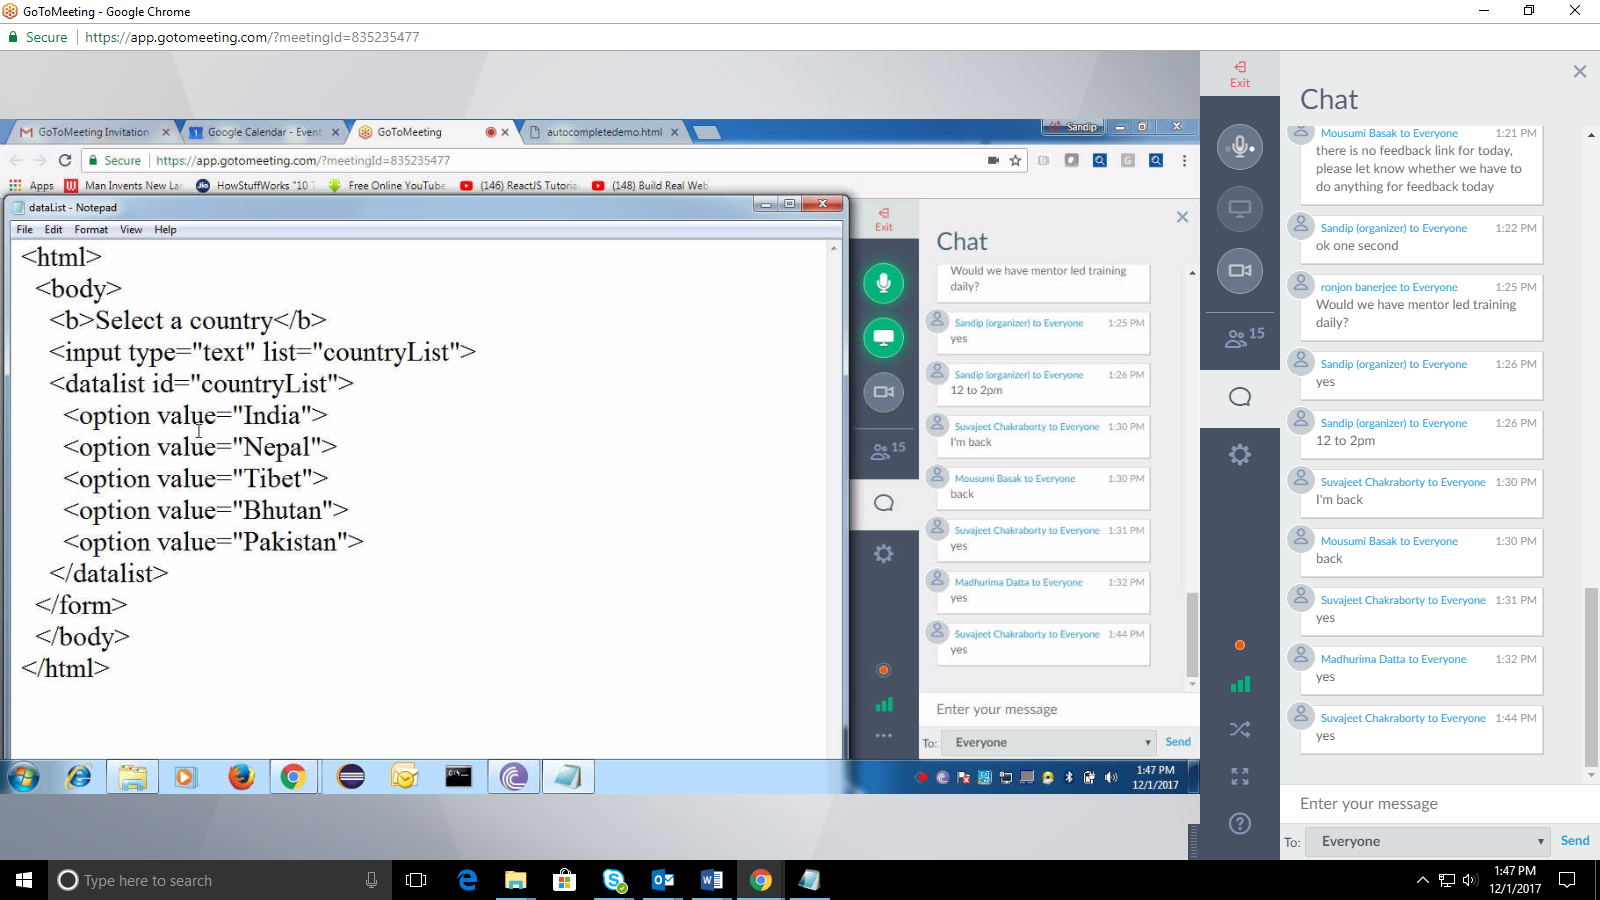 GoToMeeting - Google Chrome
Secure
https://app.gotomeeting.com/?meetingId=835235477
GoToMeeting Invitation
Google Calendar - Event
GoToMeeting
autocompletedemo.html
Sandip
Secure
https://app.gotomeeting.com/?meetingId=835235477
Apps
Man Invents New La
HowStuffWorks "10 T
Free Online YouTube
(146) ReactJS Tutoria
(148) Build Real Web
dataList - Notepad
File Edit Format View Help
<html>
<body>
<b>Select a country</b>
<input type="text" list="countryList">
<datalist id="countryList">
<option value="India">
<option value="Nepal">
<option value="Tibet">
<option value="Bhutan">
<option value="Pakistan">
</datalist>
</form>
</body>
</html>
Exit
15
Chat
Would we have mentor led training
daily?
Sandip (organizer) to Everyone 1:25 PM
yes
Sandip (organizer) to Everyone 1:26 PM
12 to 2pm
Suvajeet Chakraborty to Everyone 1:30 PM
I'm back
Mousumi Basak to Everyone 1:30 PM
back
Suvajeet Chakraborty to Everyone 1:31 PM
yes
Madhurima Datta to Everyone 1:32 PM
yes
Suvajeet Chakraborty to Everyone 1:44 PM
yes
Enter your message
To: Everyone Send
1:47 PM
12/1/2017
Exit
15
Chat
Mousumi Basak to Everyone 1:21 PM
there is no feedback link for today,
please let know whether we have to
do anything for feedback today
Sandip (organizer) to Everyone 1:22 PM
ok one second
ronjon banerjee to Everyone 1:25 PM
Would we have mentor led training
daily?
Sandip (organizer) to Everyone 1:26 PM
yes
Sandip (organizer) to Everyone 1:26 PM
12 to 2pm
Suvajeet Chakraborty to Everyone 1:30 PM
I'm back
Mousumi Basak to Everyone 1:30 PM
back
Suvajeet Chakraborty to Everyone 1:31 PM
yes
Madhurima Datta to Everyone 1:32 PM
yes
Suvajeet Chakraborty to Everyone 1:44 PM
yes
Enter your message
To: Everyone Send
Type here to search
1:47 PM
12/1/2017